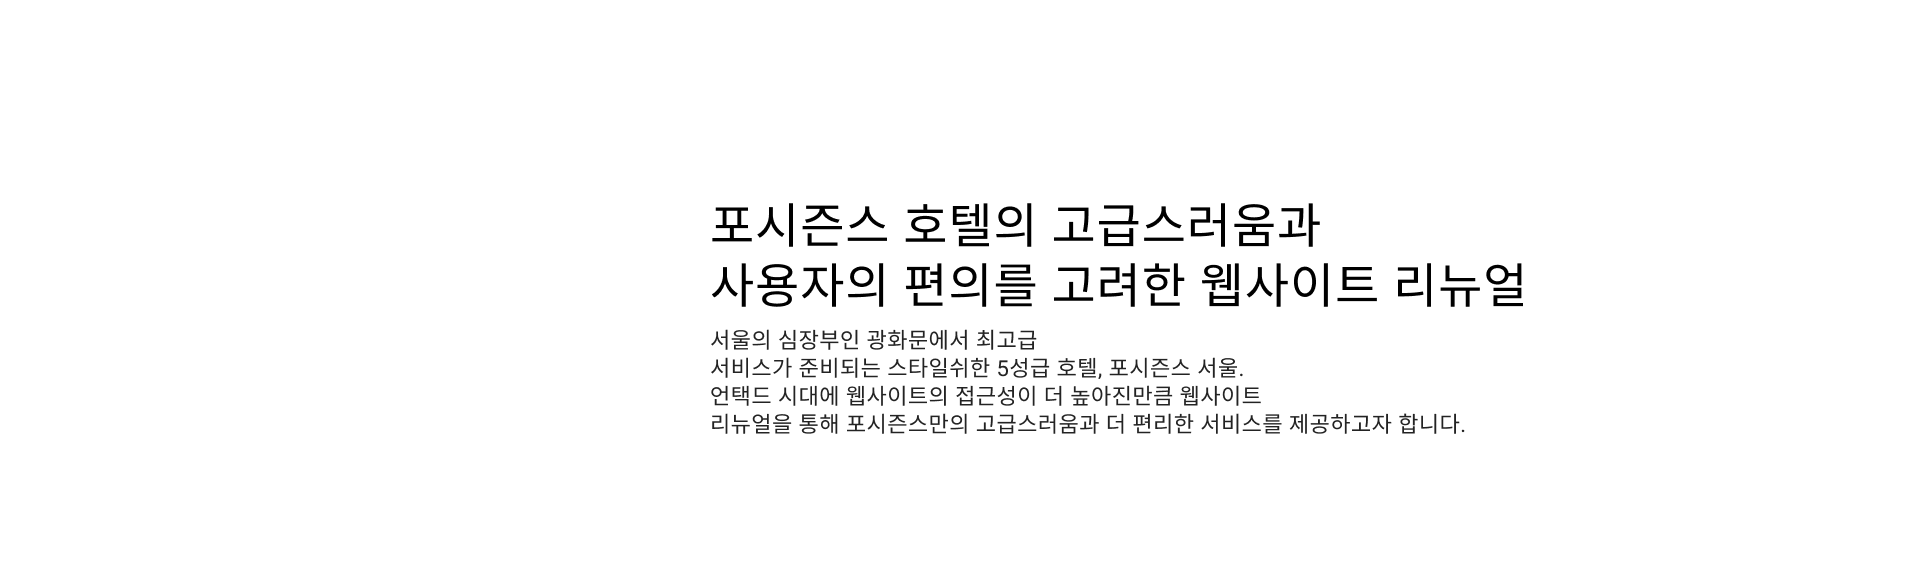 포시즌스 호텔의 고급스러움과
사용자의 편의를 고려한 웹사이트 리뉴얼
서울의 심장부인 광화문에서 최고급
서비스가 준비되는 스타일쉬한 5성급 호텔, 포시즌스 서울.
언택드 시대에 웹사이트의 접근성이 더 높아진만큼 웹사이트
리뉴얼을 통해 포시즌스만의 고급스러움과 더 편리한 서비스를 제공하고자 합니다.